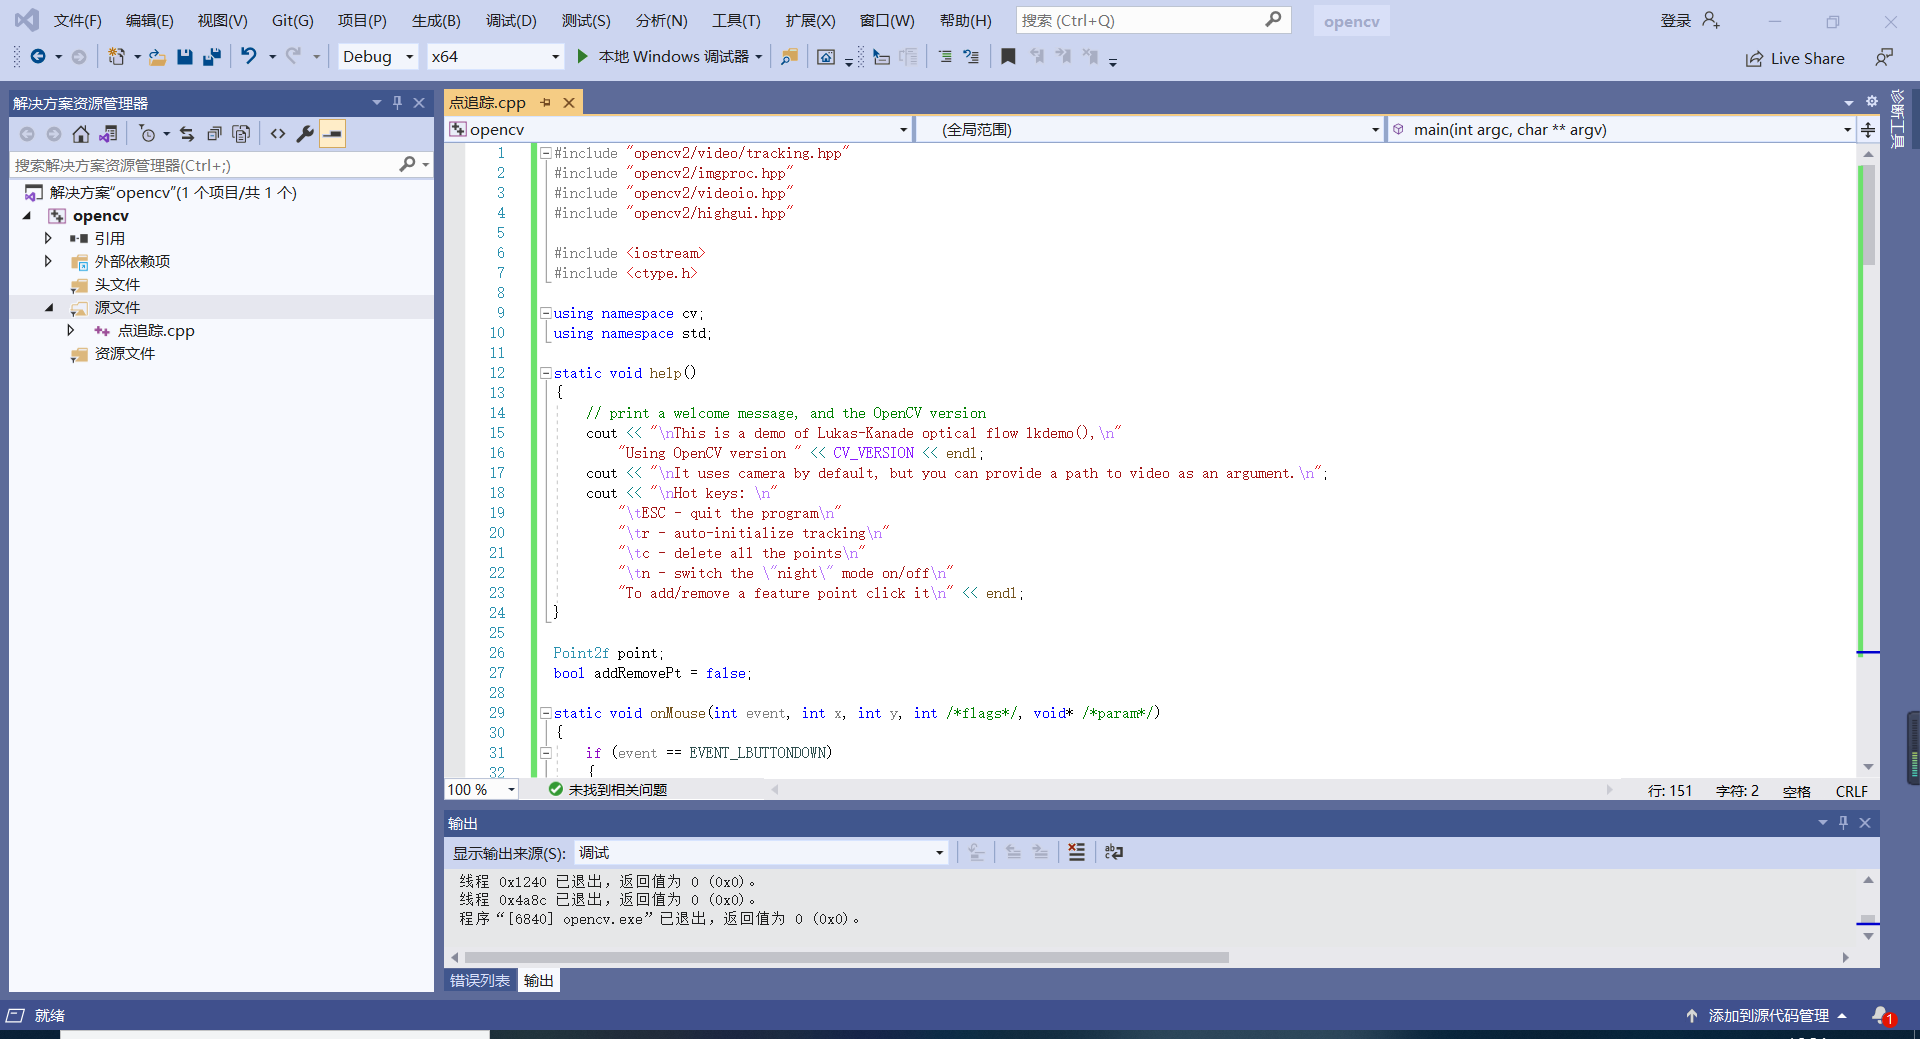 文件(F) 编辑(E) 视图(V) Git(G) 项目(P) 生成(B) 调试(D) 测试(S) 分析(N) 工具(T) 扩展(X) 窗口(W) 帮助(H) 搜索 (Ctrl+Q) opencv 登录
Debug x64 本地 Windows 调试器 Live Share
解决方案资源管理器
搜索解决方案资源管理器(Ctrl+;)
解决方案"opencv"(1 个项目/共 1 个)
opencv
引用
外部依赖项
头文件
源文件
点追踪.cpp
资源文件
点追踪.cpp
opencv (全局范围) main(int argc, char ** argv)
诊断工具
1 #include "opencv2/video/tracking.hpp"
2 #include "opencv2/imgproc.hpp"
3 #include "opencv2/videoio.hpp"
4 #include "opencv2/highgui.hpp"
5
6 #include <iostream>
7 #include <ctype.h>
8
9 using namespace cv;
10 using namespace std;
11
12 static void help()
13 {
14 // print a welcome message, and the OpenCV version
15 cout << "\nThis is a demo of Lukas-Kanade optical flow lkdemo(),\n"
16 "Using OpenCV version " << CV_VERSION << endl;
17 cout << "\nIt uses camera by default, but you can provide a path to video as an argument.\n";
18 cout << "\nHot keys: \n"
19 "\tESC - quit the program\n"
20 "\tr - auto-initialize tracking\n"
21 "\tc - delete all the points\n"
22 "\tn - switch the \"night\" mode on/off\n"
23 "To add/remove a feature point click it\n" << endl;
24 }
25
26 Point2f point;
27 bool addRemovePt = false;
28
29 static void onMouse(int event, int x, int y, int /*flags*/, void* /*param*/)
30 {
31 if (event == EVENT_LBUTTONDOWN)
32 {
100 % 未找到相关问题 行: 151 字符: 2 空格 CRLF
输出
显示输出来源(S): 调试
线程 0x1240 已退出，返回值为 0 (0x0)。
线程 0x4a8c 已退出，返回值为 0 (0x0)。
程序"[6840] opencv.exe"已退出，返回值为 0 (0x0)。
错误列表 输出
就绪 添加到源代码管理 1